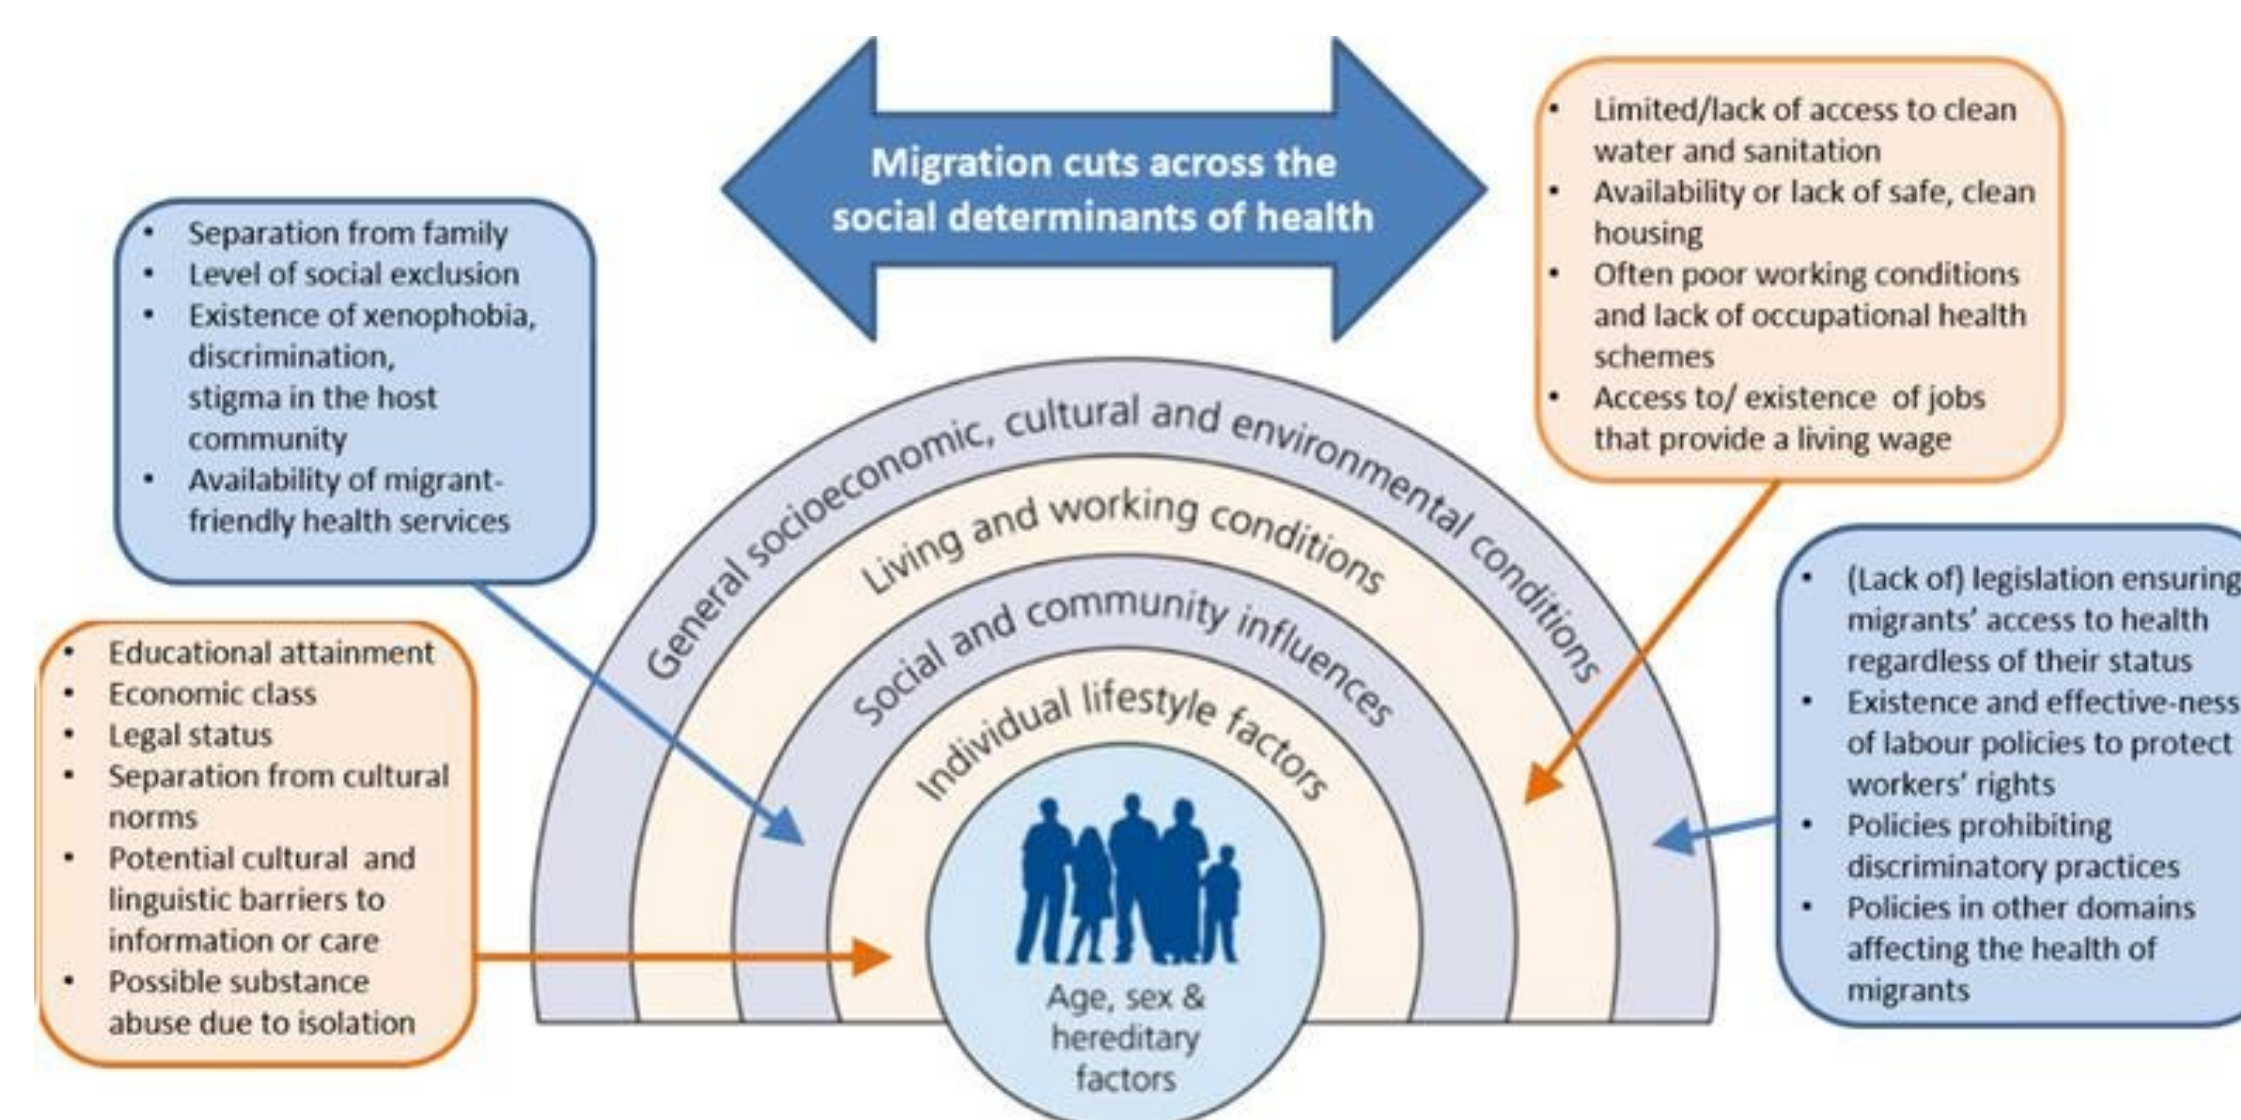 Migration cuts across the
social determinants of health
• Separation from family
• Level of social exclusion
• Existence of xenophobia,
discrimination,
stigma in the host
community
• Availability of migrant-
friendly health services
• Educational attainment
• Economic class
• Legal status
• Separation from cultural
norms
• Potential cultural and
linguistic barriers to
information or care
• Possible substance
abuse due to isolation
General socioeconomic, cultural and environmental conditions
Living and working conditions
Social and community influences
Individual lifestyle factors
Age, sex &
hereditary
factors
• Limited/lack of access to clean
water and sanitation
• Availability or lack of safe, clean
housing
• Often poor working conditions
and lack of occupational health
schemes
• Access to/ existence of jobs
that provide a living wage
• (Lack of) legislation ensuring
migrants' access to health
regardless of their status
• Existence and effective-ness
of labour policies to protect
workers' rights
• Policies prohibiting
discriminatory practices
• Policies in other domains
affecting the health of
migrants